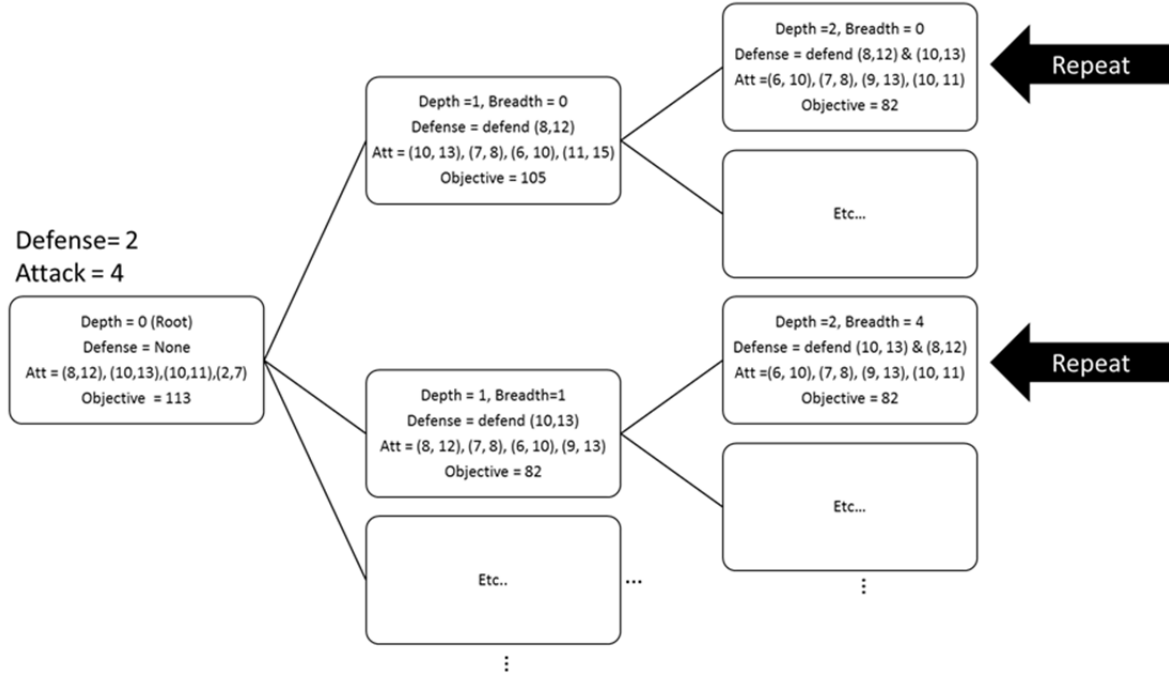 Defense= 2
Attack = 4
Depth = 0 (Root)
Defense = None
Att = (8,12), (10,13),(10,11),(2,7)
Objective  = 113
Depth =1, Breadth = 0
Defense = defend (8,12)
Att = (10, 13), (7, 8), (6, 10), (11, 15)
Objective = 105
Depth = 1, Breadth=1
Defense = defend (10,13)
Att = (8, 12), (7, 8), (6, 10), (9, 13)
Objective = 82
Etc..
...
⋮
Depth =2, Breadth = 0
Defense = defend (8,12) & (10,13)
Att =(6, 10), (7, 8), (9, 13), (10, 11)
Objective = 82
Repeat
Etc...
Depth =2, Breadth = 4
Defense = defend (10, 13) & (8,12)
Att =(6, 10), (7, 8), (9, 13), (10, 11)
Objective = 82
Repeat
Etc...
⋮